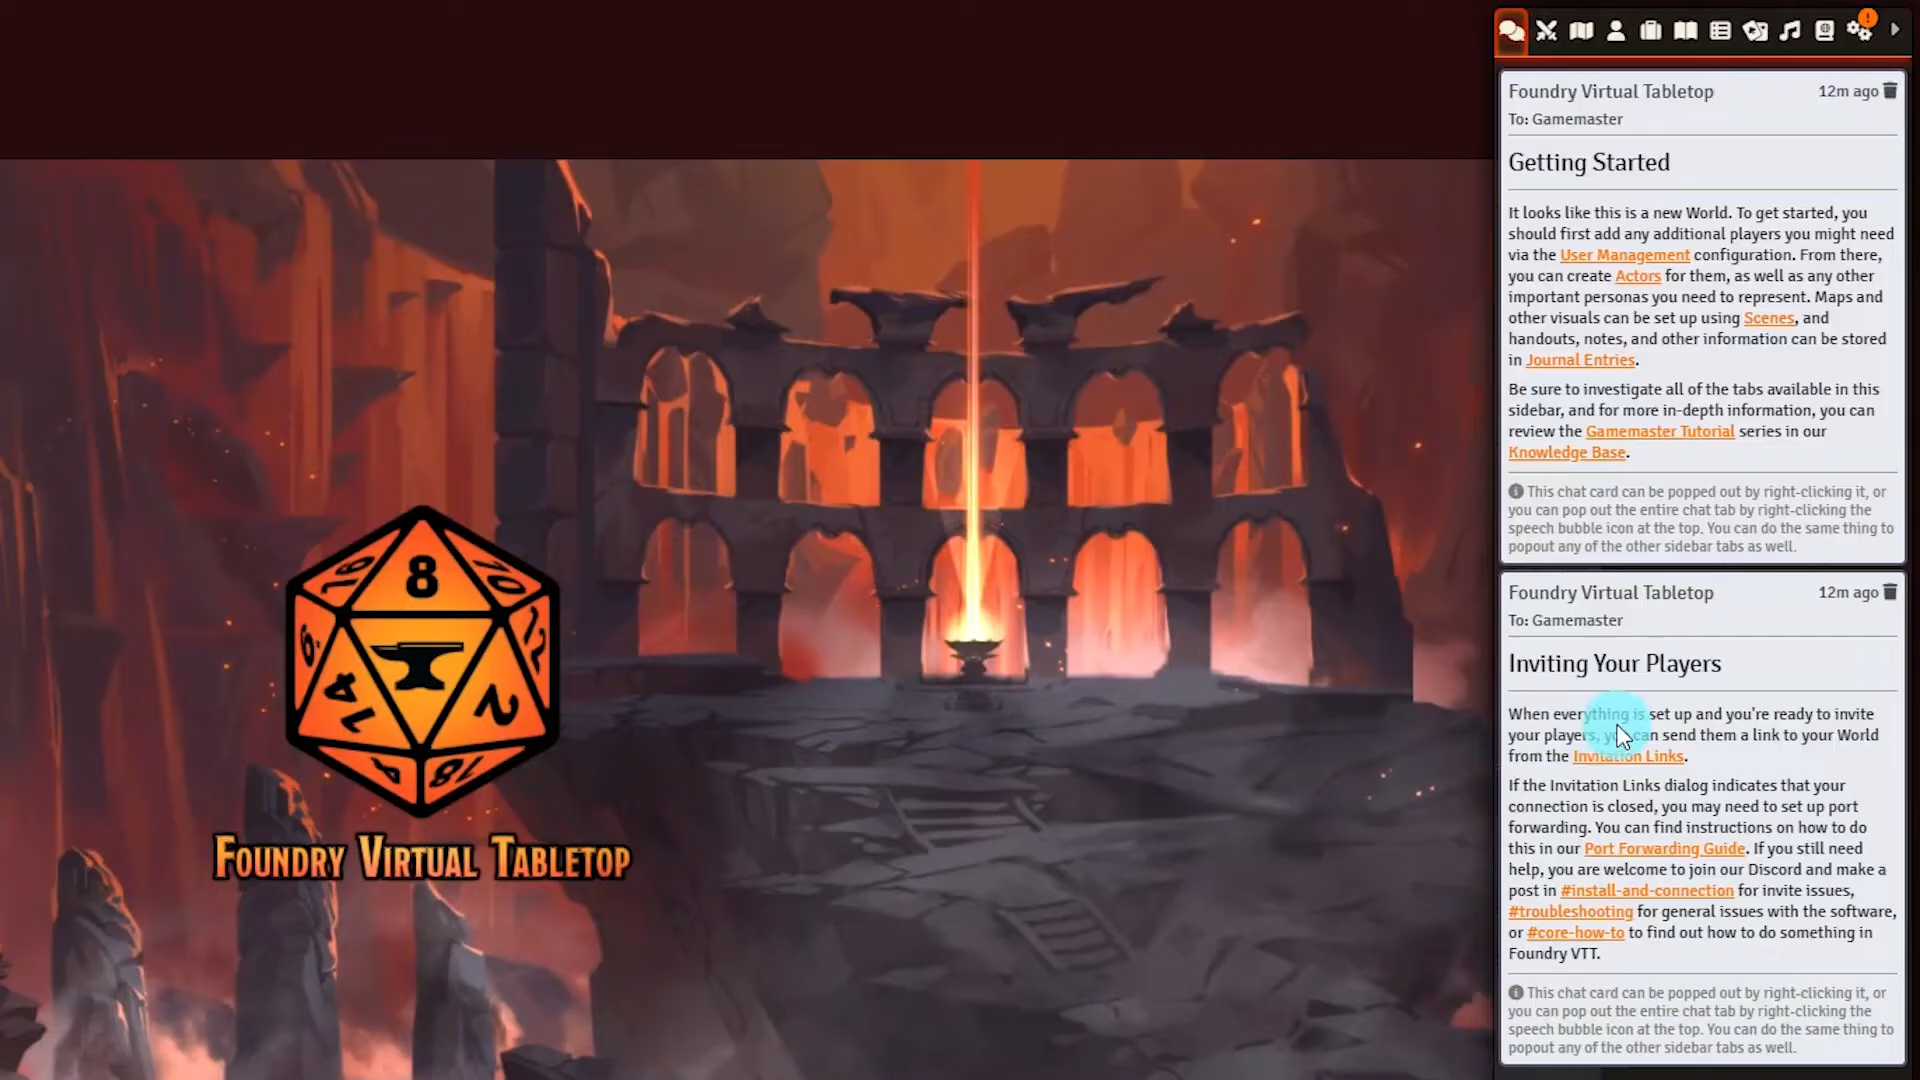 Foundry Virtual Tabletop 12m ago
To: Gamemaster
Getting Started
It looks like this is a new World. To get started, you
should first add any additional players you might need
via the User Management configuration. From there,
you can create Actors for them, as well as any other
important personas you need to represent. Maps and
other visuals can be set up using Scenes, and
handouts, notes, and other information can be stored
in Journal Entries.
Be sure to investigate all of the tabs available in this
sidebar, and for more in-depth information, you can
review the Gamemaster Tutorial series in our
Knowledge Base.
This chat card can be popped out by right-clicking it, or
you can pop out the entire chat tab by right-clicking the
speech bubble icon at the top. You can do the same thing to
popout any of the other sidebar tabs as well.
Foundry Virtual Tabletop 12m ago
To: Gamemaster
Inviting Your Players
When everything is set up and you're ready to invite
your players, you can send them a link to your World
from the Invitation Links.
If the Invitation Links dialog indicates that your
connection is closed, you may need to set up port
forwarding. You can find instructions on how to do
this in our Port Forwarding Guide. If you still need
help, you are welcome to join our Discord and make a
post in #install-and-connection for invite issues,
#troubleshooting for general issues with the software,
or #core-how-to to find out how to do something in
Foundry VTT.
This chat card can be popped out by right-clicking it, or
you can pop out the entire chat tab by right-clicking the
speech bubble icon at the top. You can do the same thing to
popout any of the other sidebar tabs as well.
8
16
10
6.
12
14
2
4
18
Foundry Virtual Tabletop